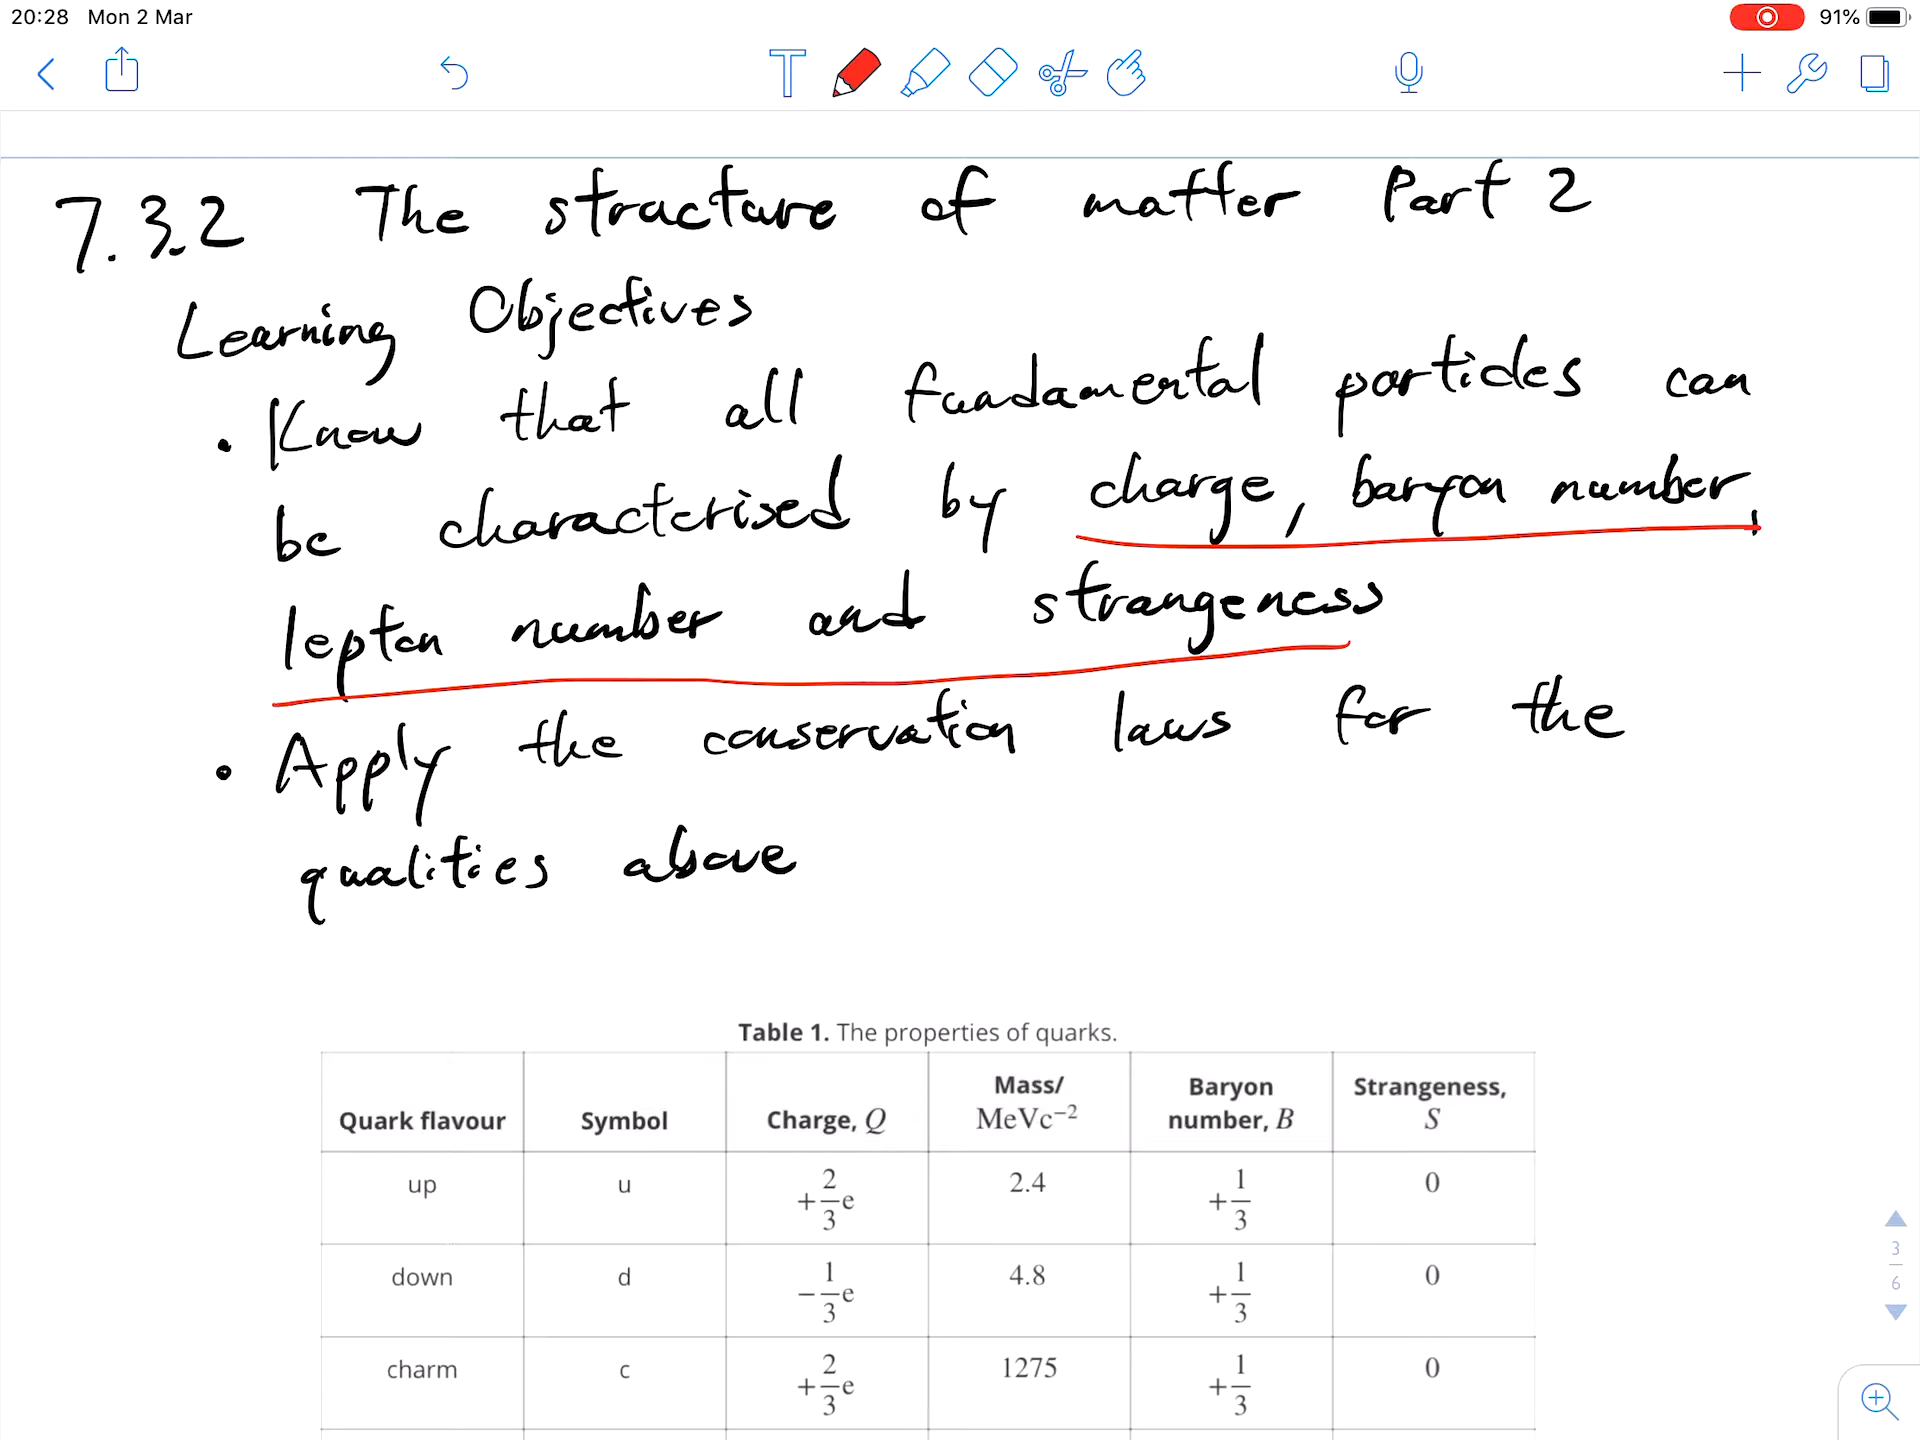 20:28 Mon 2 Mar 91%
7.3.2 The structure of matter Part 2
Learning Objectives
• Know that all fundamental particles can
be characterised by charge, baryon number,
lepton number and strangeness
• Apply the conservation laws for the
qualities above
Table 1. The properties of quarks.
Quark flavour Symbol Charge, Q Mass/ MeVc⁻² Baryon number, B Strangeness, S
up u +2/3e 2.4 +1/3 0
down d −1/3e 4.8 +1/3 0
charm c +2/3e 1275 +1/3 0
3
6